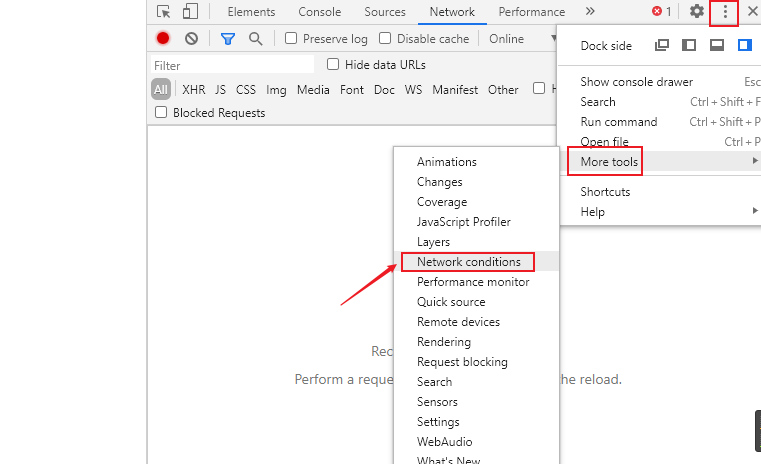 Elements Console Sources Network Performance » 1
Preserve log Disable cache Online
Filter Hide data URLs
All XHR JS CSS Img Media Font Doc WS Manifest Other
Blocked Requests
Dock side
Show console drawer Esc
Search Ctrl + Shift + F
Run command Ctrl + Shift + P
Open file Ctrl + P
More tools
Shortcuts
Help
Animations
Changes
Coverage
JavaScript Profiler
Layers
Network conditions
Performance monitor
Quick source
Remote devices
Rendering
Request blocking
Search
Sensors
Settings
WebAudio
What's New
Perform a reque he reload.